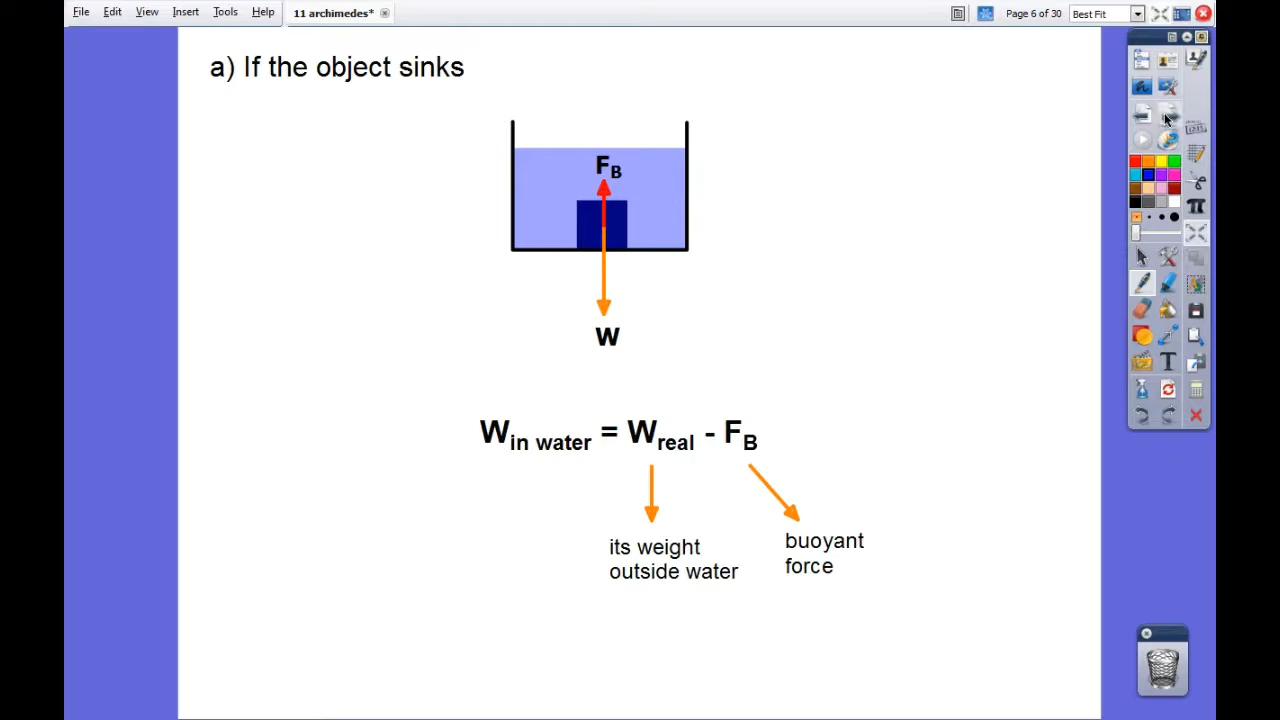 File Edit View Insert Tools Help 11 archimedes* Page 6 of 30 Best Fit
a) If the object sinks
FB
W
Win water = Wreal - FB
its weight
outside water
buoyant
force